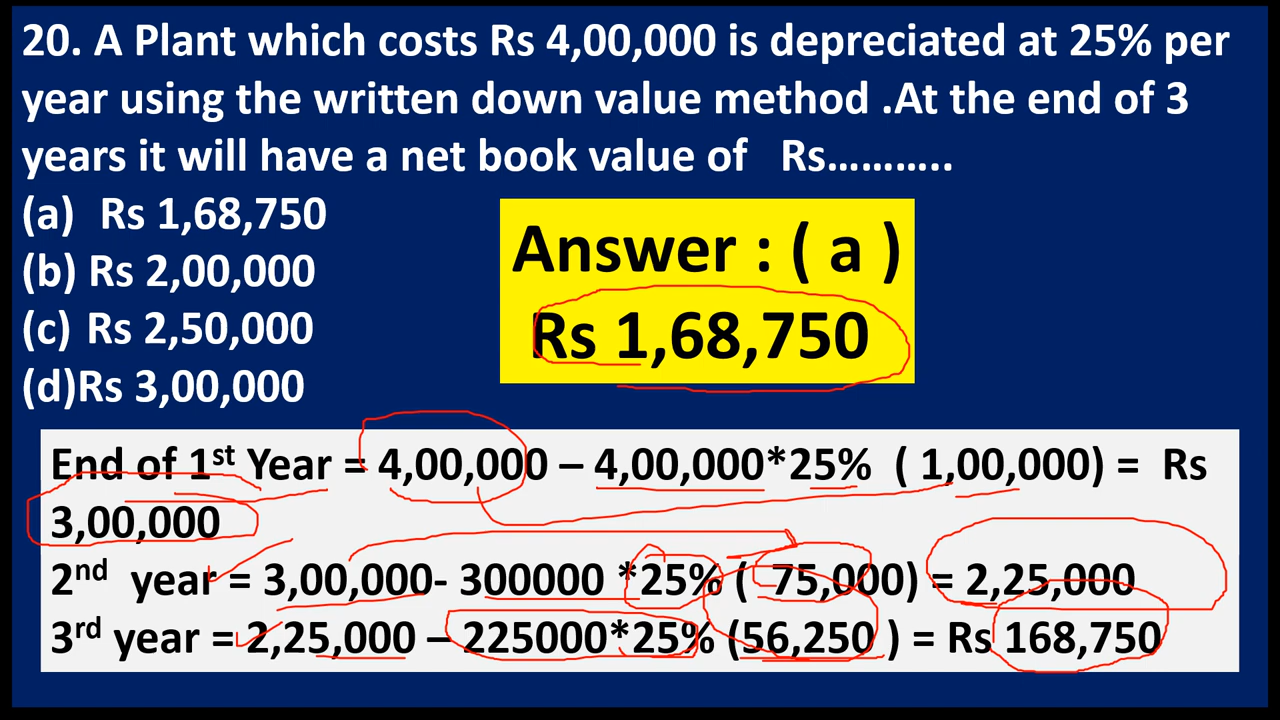 20. A Plant which costs Rs 4,00,000 is depreciated at 25% per
year using the written down value method .At the end of 3
years it will have a net book value of Rs………..
(a) Rs 1,68,750
(b) Rs 2,00,000
(c) Rs 2,50,000
(d)Rs 3,00,000
Answer : ( a )
Rs 1,68,750
End of 1st Year = 4,00,000 – 4,00,000*25% ( 1,00,000) = Rs
3,00,000
2nd year = 3,00,000- 300000 *25% ( 75,000) = 2,25,000
3rd year = 2,25,000 – 225000*25% (56,250 ) = Rs 168,750